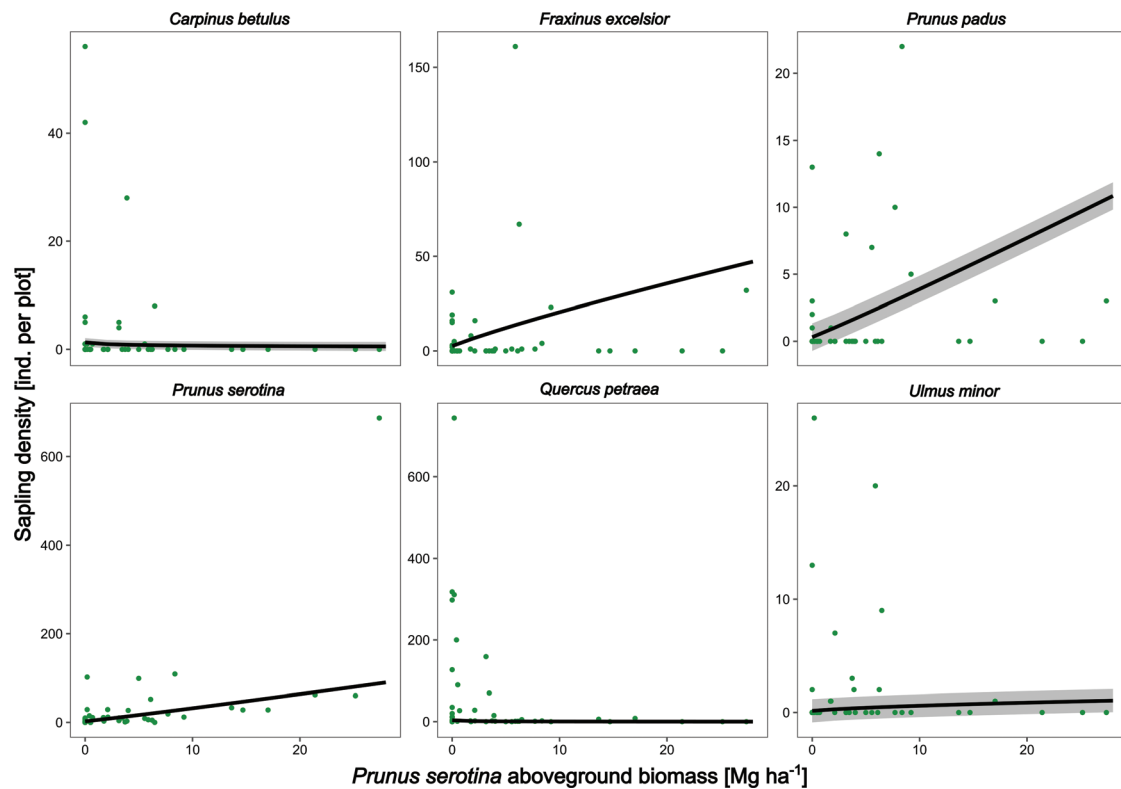 Carpinus betulus
Fraxinus excelsior
Prunus padus
40
20
0
150
100
50
0
20
15
10
5
0
Sapling density [ind. per plot]
Prunus serotina
Quercus petraea
Ulmus minor
600
400
200
0
600
400
200
0
20
10
0
0 10 20
0 10 20
0 10 20
Prunus serotina aboveground biomass [Mg ha⁻¹]